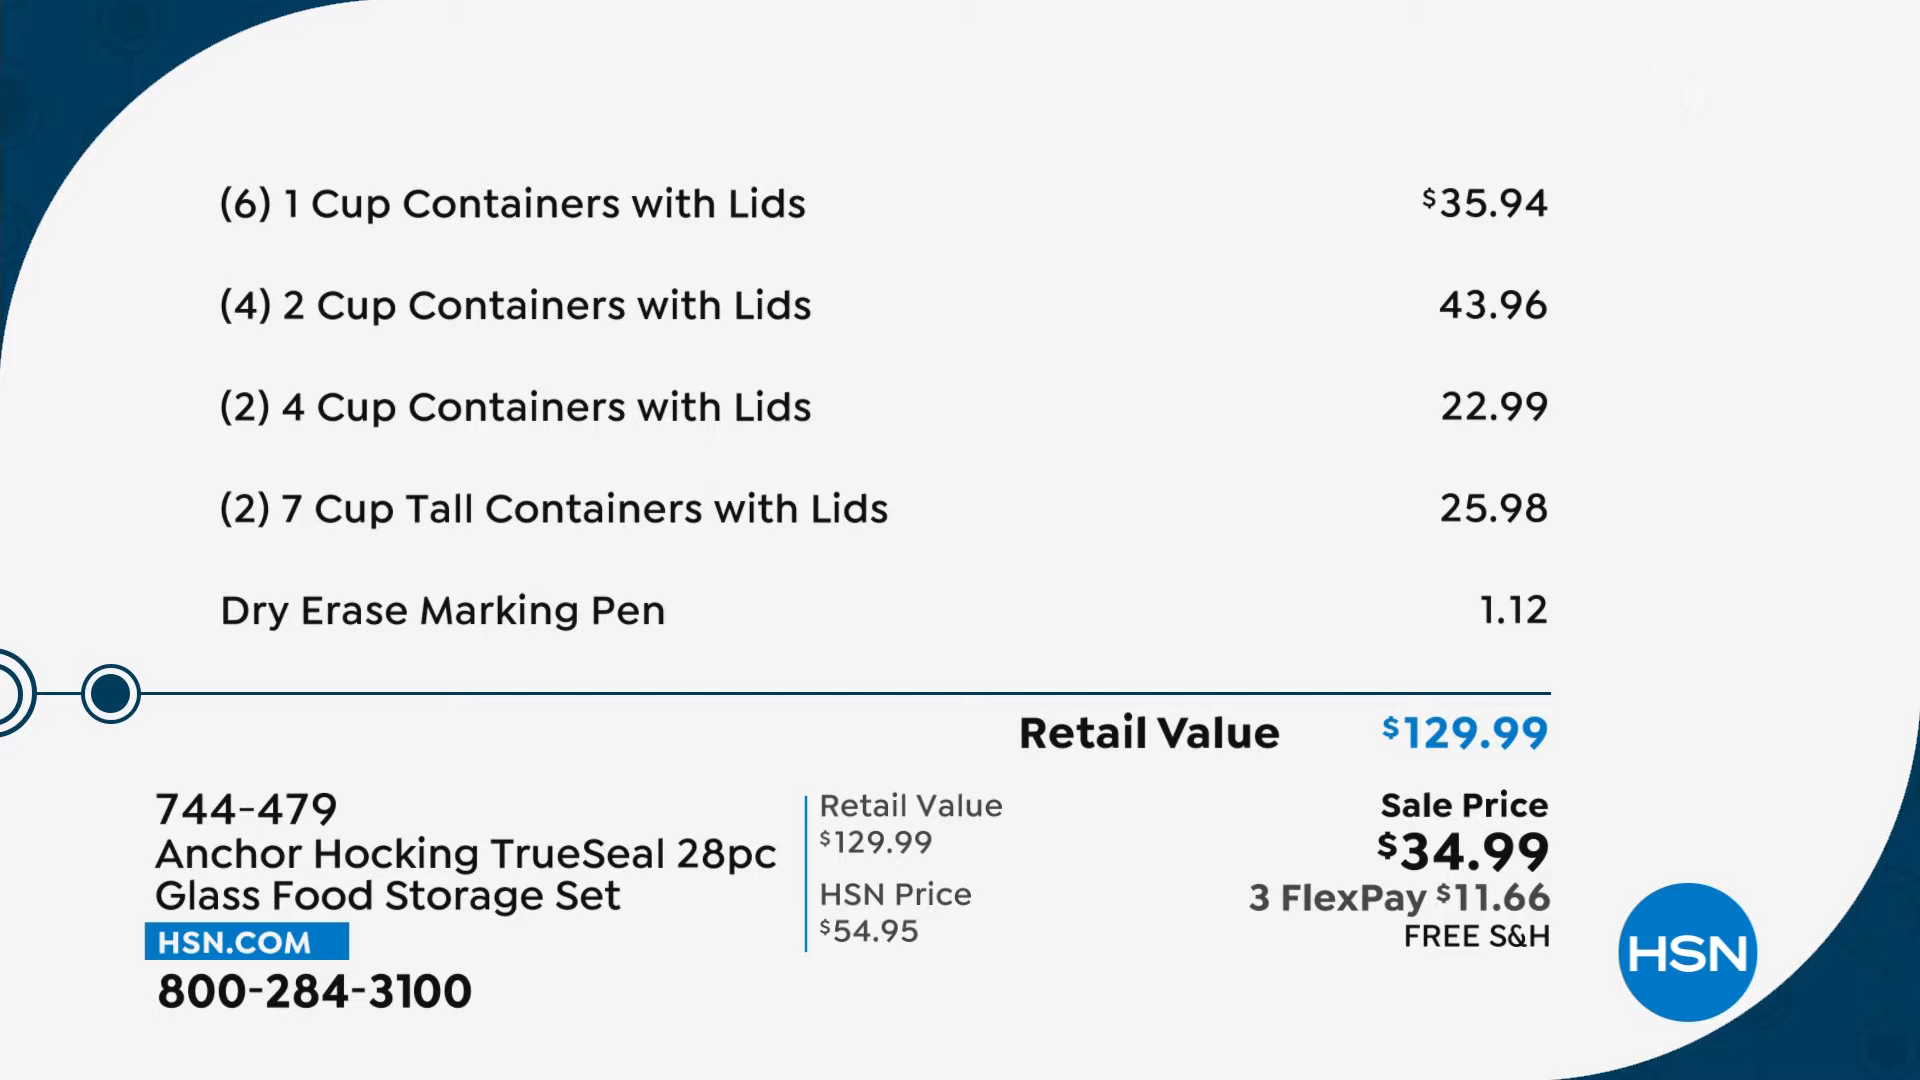 (6) 1 Cup Containers with Lids $35.94
(4) 2 Cup Containers with Lids 43.96
(2) 4 Cup Containers with Lids 22.99
(2) 7 Cup Tall Containers with Lids 25.98
Dry Erase Marking Pen 1.12
Retail Value $129.99
744-479
Anchor Hocking TrueSeal 28pc
Glass Food Storage Set
HSN.COM
800-284-3100
Retail Value
$129.99
HSN Price
$54.95
Sale Price
$34.99
3 FlexPay $11.66
FREE S&H
HSN